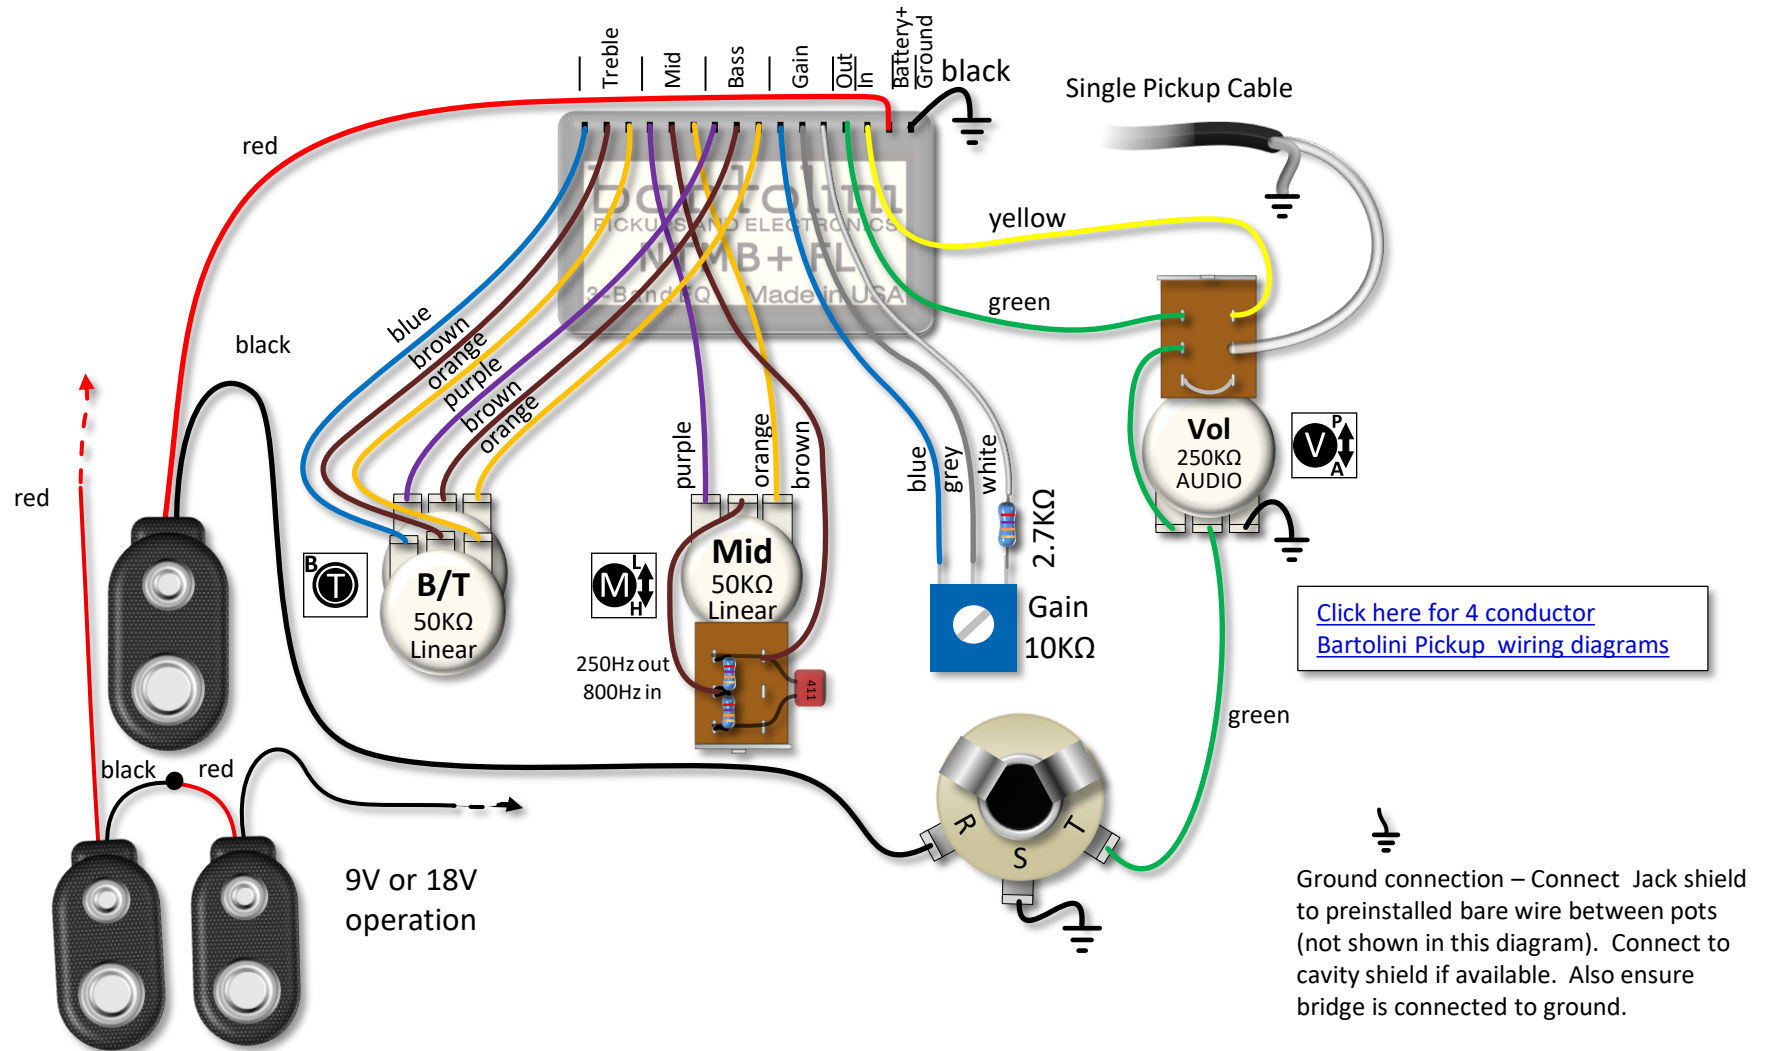 Treble
Mid
Bass
Gain
Out
In
Battery+
Ground
black
Single Pickup Cable
red
bartolini
PICKUPS AND ELECTRONICS
NTMB+ FL
3-Band EQ Made in USA
yellow
green
blue
brown
orange
purple
brown
orange
black
red
purple
orange
brown
blue
grey
white
2.7KΩ
Vol
250KΩ
AUDIO
V
P
A
B
T
B/T
50KΩ
Linear
M
L
H
Mid
50KΩ
Linear
250Hz out
800Hz in
411
Gain
10KΩ
Click here for 4 conductor
Bartolini Pickup wiring diagrams
green
black
red
R
S
T
9V or 18V
operation
Ground connection – Connect Jack shield
to preinstalled bare wire between pots
(not shown in this diagram). Connect to
cavity shield if available. Also ensure
bridge is connected to ground.